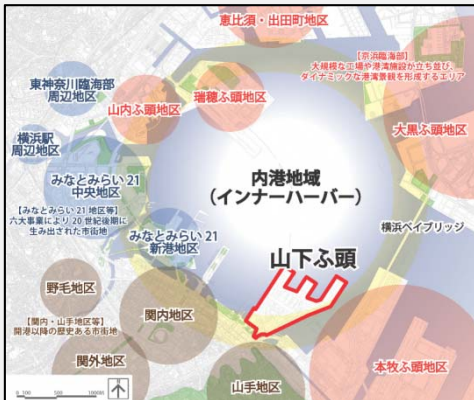 恵比須・出田町地区
【京浜臨海部】
大規模な工場や港湾施設が立ち並び、
ダイナミックな港湾景観を形成するエリア
東神奈川臨海部
周辺地区
山内ふ頭地区
瑞穂ふ頭地区
大黒ふ頭地区
横浜駅
周辺地区
みなとみらい21
中央地区
内港地域
(インナーハーバー)
【みなとみらい21地区等】
六大事業により20世紀後期に
生み出された市街地
みなとみらい21
新港地区
横浜ベイブリッジ
山下ふ頭
野毛地区
関内地区
【関内・山手地区等】
開港以降の歴史ある市街地
関外地区
山手地区
本牧ふ頭地区